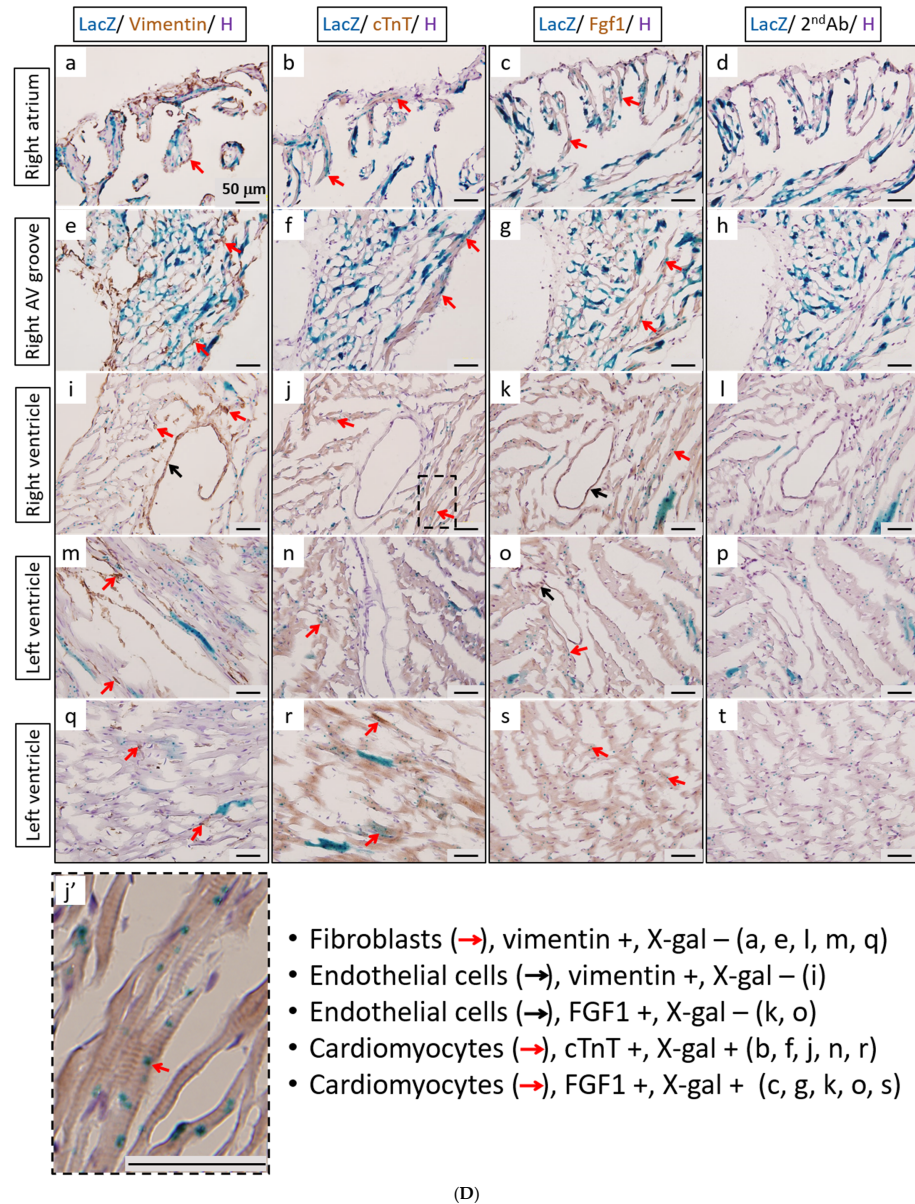 LacZ/ Vimentin/ H
LacZ/ cTnT/ H
LacZ/ Fgf1/ H
LacZ/ 2ndAb/ H
Right atrium
a
50 μm
b
c
d
Right AV groove
e
f
g
h
Right ventricle
i
j
k
l
Left ventricle
m
n
o
p
Left ventricle
q
r
s
t
j’
• Fibroblasts (→), vimentin +, X-gal – (a, e, I, m, q)
• Endothelial cells (→), vimentin +, X-gal – (i)
• Endothelial cells (→), FGF1 +, X-gal – (k, o)
• Cardiomyocytes (→), cTnT +, X-gal + (b, f, j, n, r)
• Cardiomyocytes (→), FGF1 +, X-gal + (c, g, k, o, s)
(D)